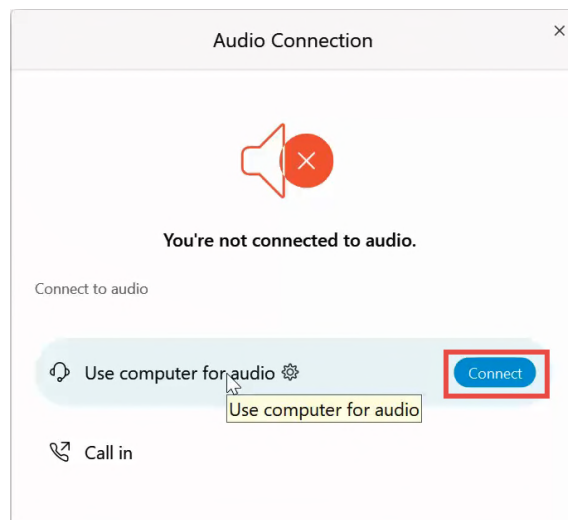 Audio Connection
You're not connected to audio.
Connect to audio
Use computer for audio
Connect
Use computer for audio
Call in